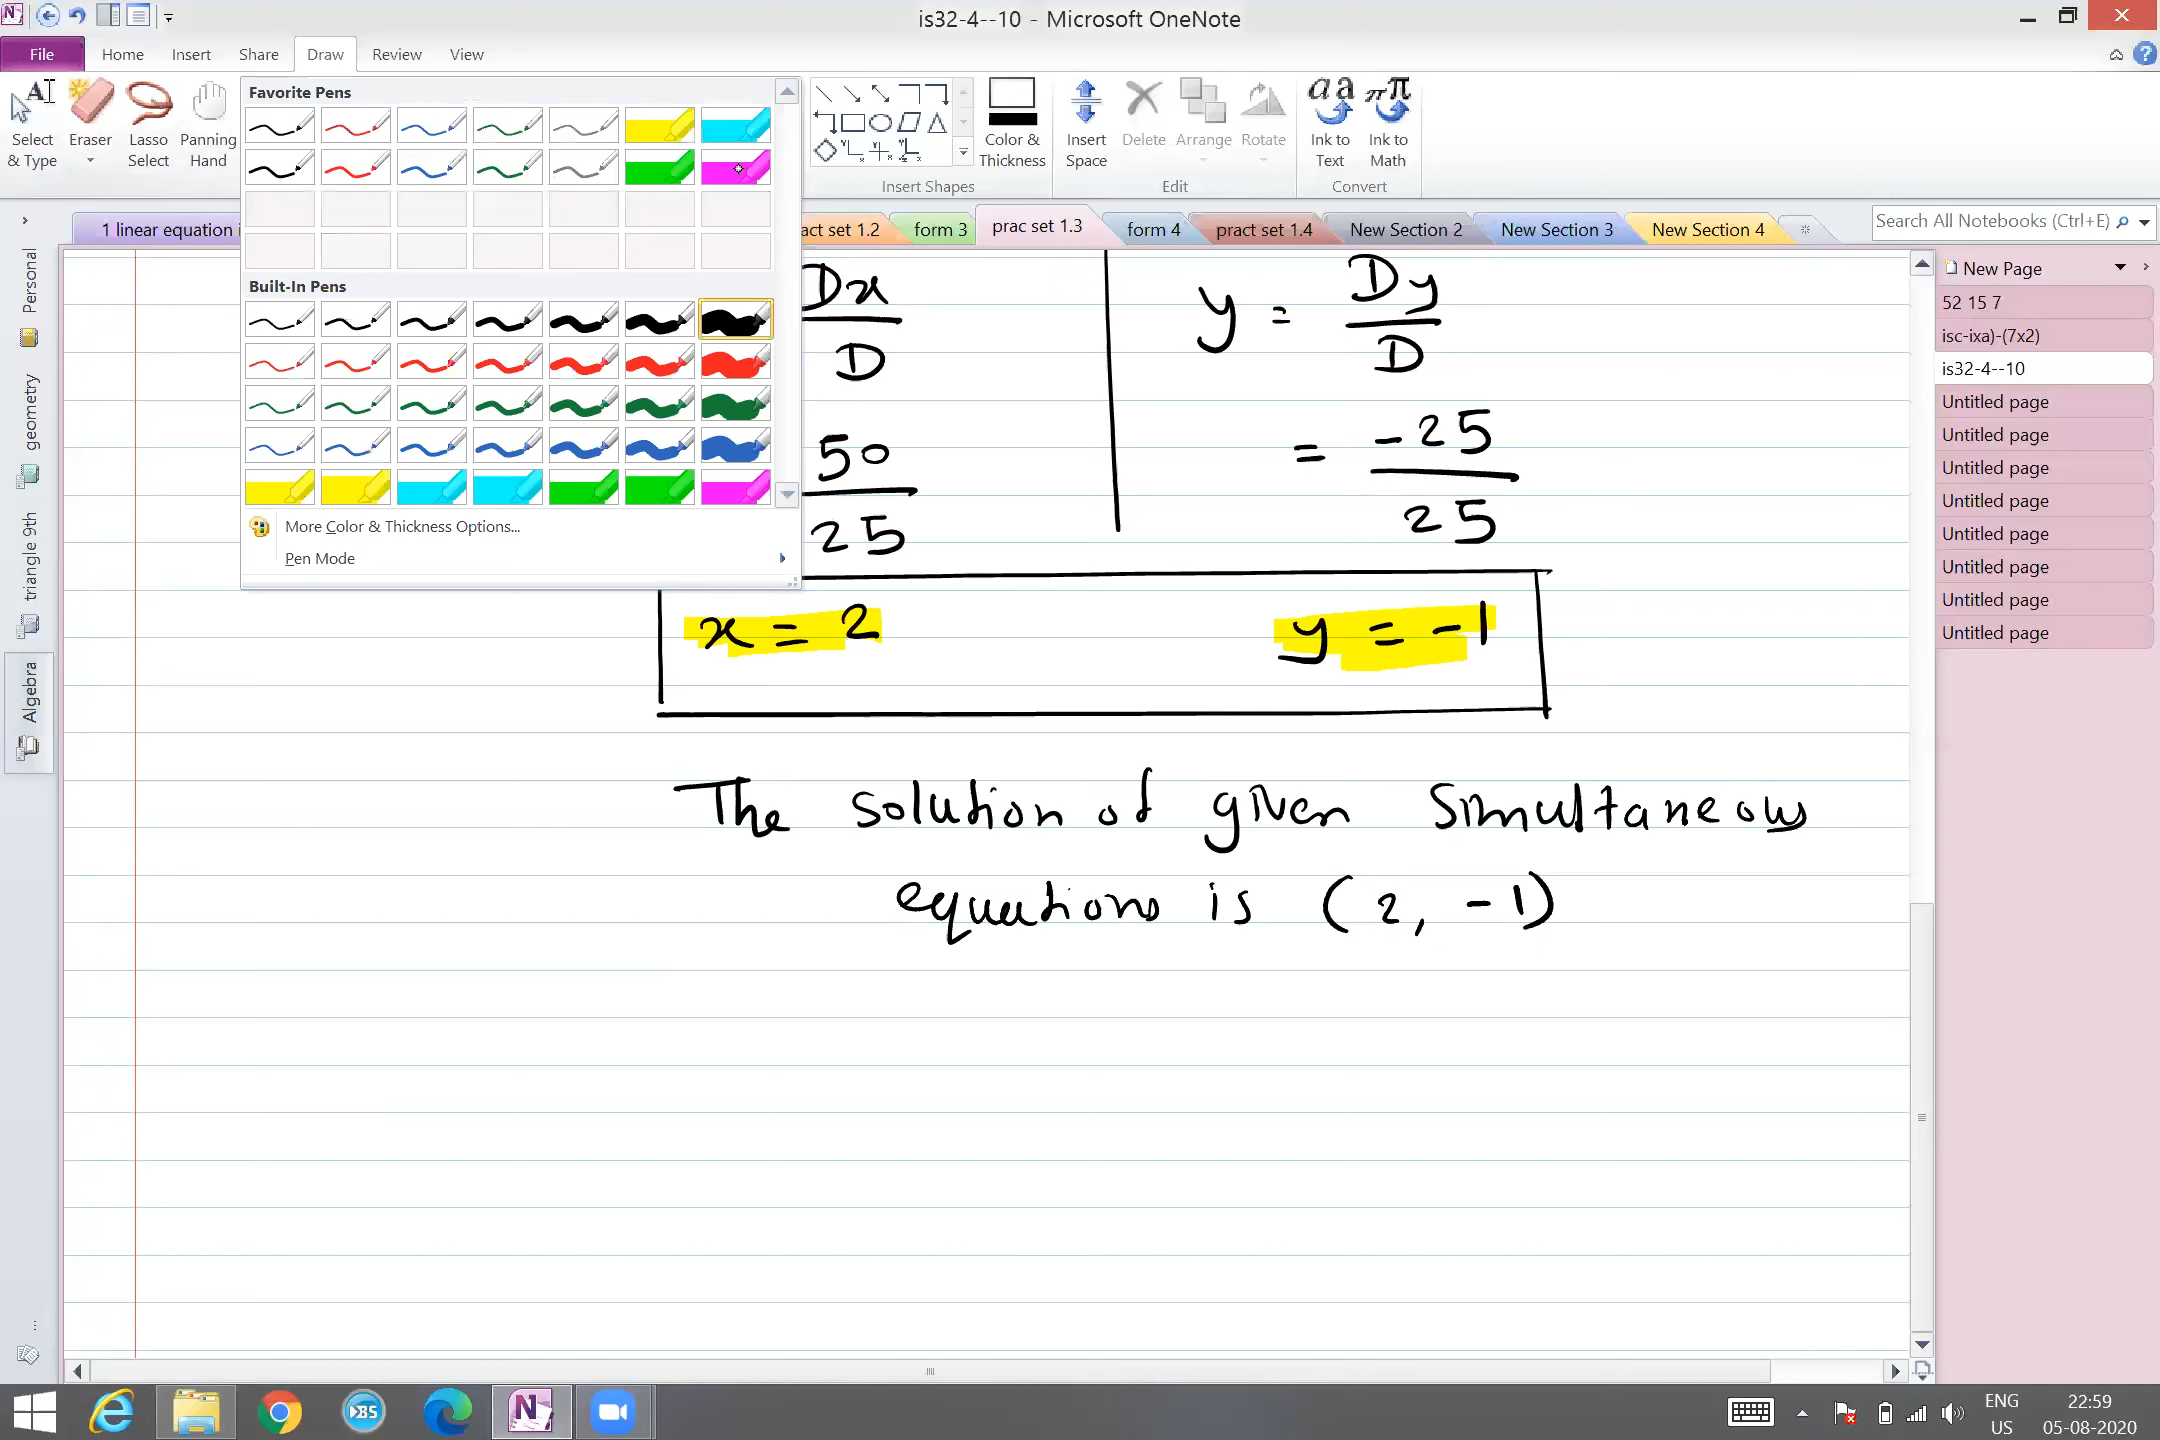 is32-4--10 - Microsoft OneNote
File Home Insert Share Draw Review View
Select & Type
Eraser
Lasso Select
Panning Hand
Favorite Pens
Built-In Pens
More Color & Thickness Options...
Pen Mode
Color & Thickness
Insert Shapes
Insert Space
Delete
Arrange
Rotate
Edit
Ink to Text
Ink to Math
Convert
1 linear equation
act set 1.2
form 3
prac set 1.3
form 4
pract set 1.4
New Section 2
New Section 3
New Section 4
Search All Notebooks (Ctrl+E)
Personal
geometry
triangle 9th
Algebra
New Page
52 15 7
isc-ixa)-(7x2)
is32-4--10
Untitled page
Untitled page
Untitled page
Untitled page
Untitled page
Untitled page
Untitled page
Untitled page
Dx
D
50
25
y = Dy
D
= -25
25
x = 2
y = -1
The solution of given Simultaneous
equations is (2, -1)
ENG
US
22:59
05-08-2020